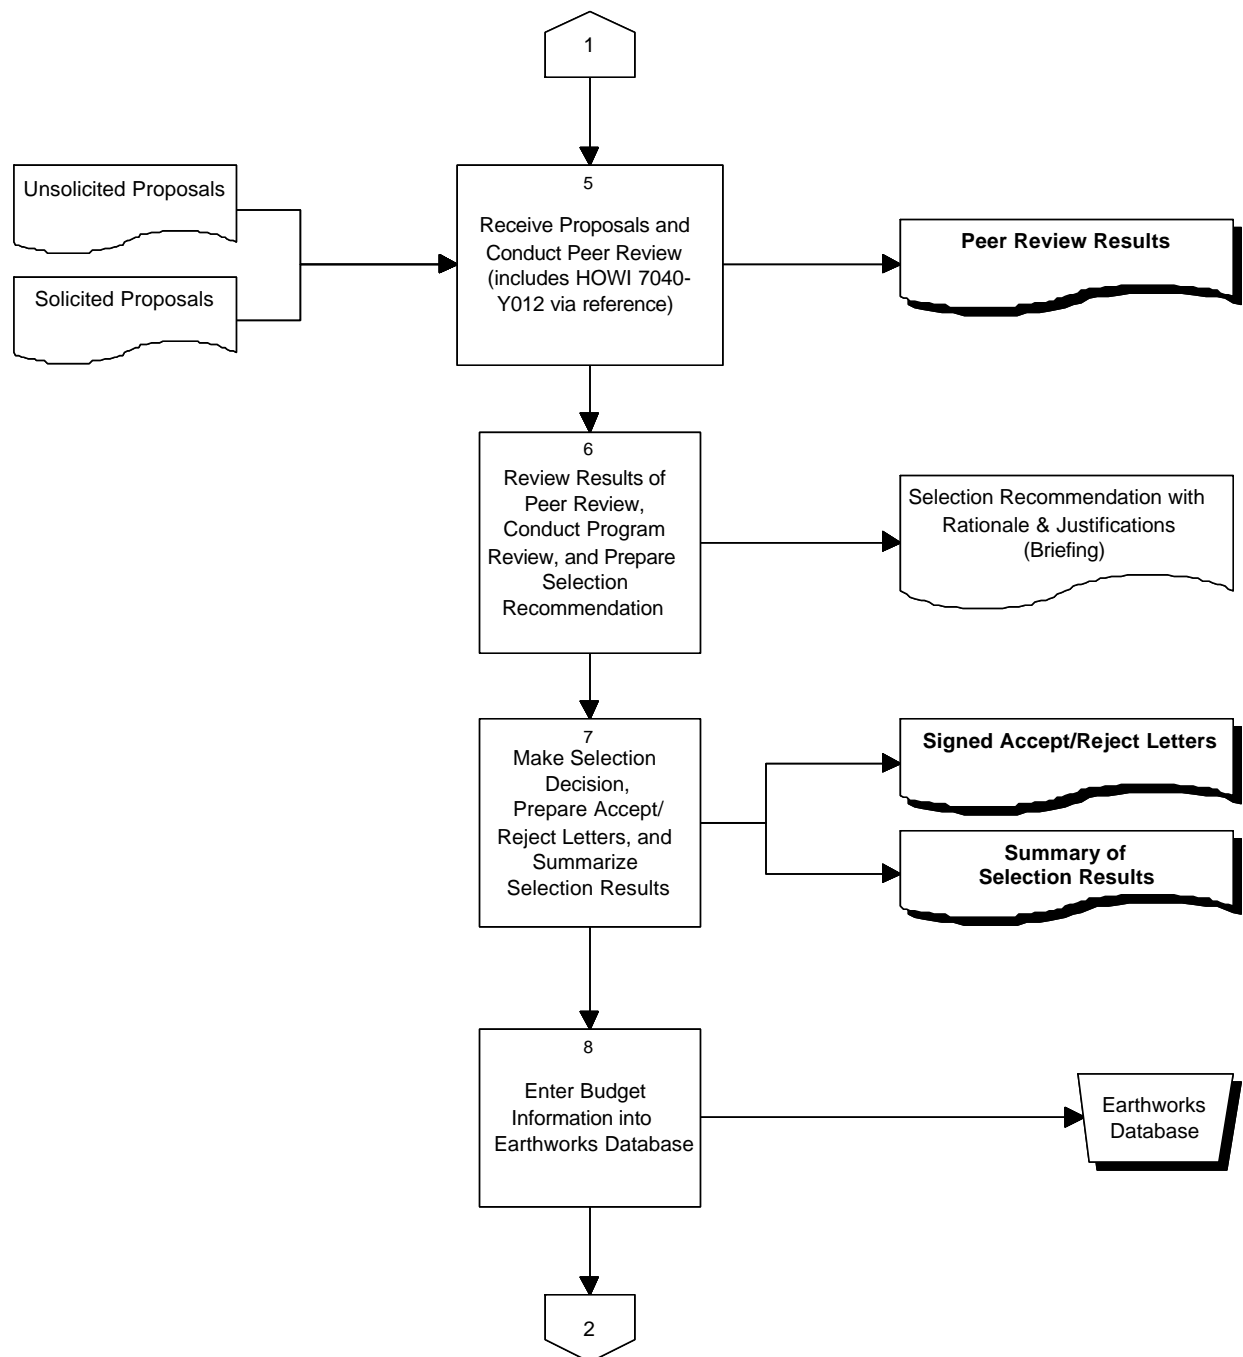 1
Unsolicited Proposals
Solicited Proposals
5
Receive Proposals and
Conduct Peer Review
(includes HOWI 7040-
Y012 via reference)
Peer Review Results
6
Review Results of
Peer Review,
Conduct Program
Review, and Prepare
Selection
Recommendation
Selection Recommendation with
Rationale & Justifications
(Briefing)
7
Make Selection
Decision,
Prepare Accept/
Reject Letters, and
Summarize
Selection Results
Signed Accept/Reject Letters
Summary of
Selection Results
8
Enter Budget
Information into
Earthworks Database
Earthworks
Database
2